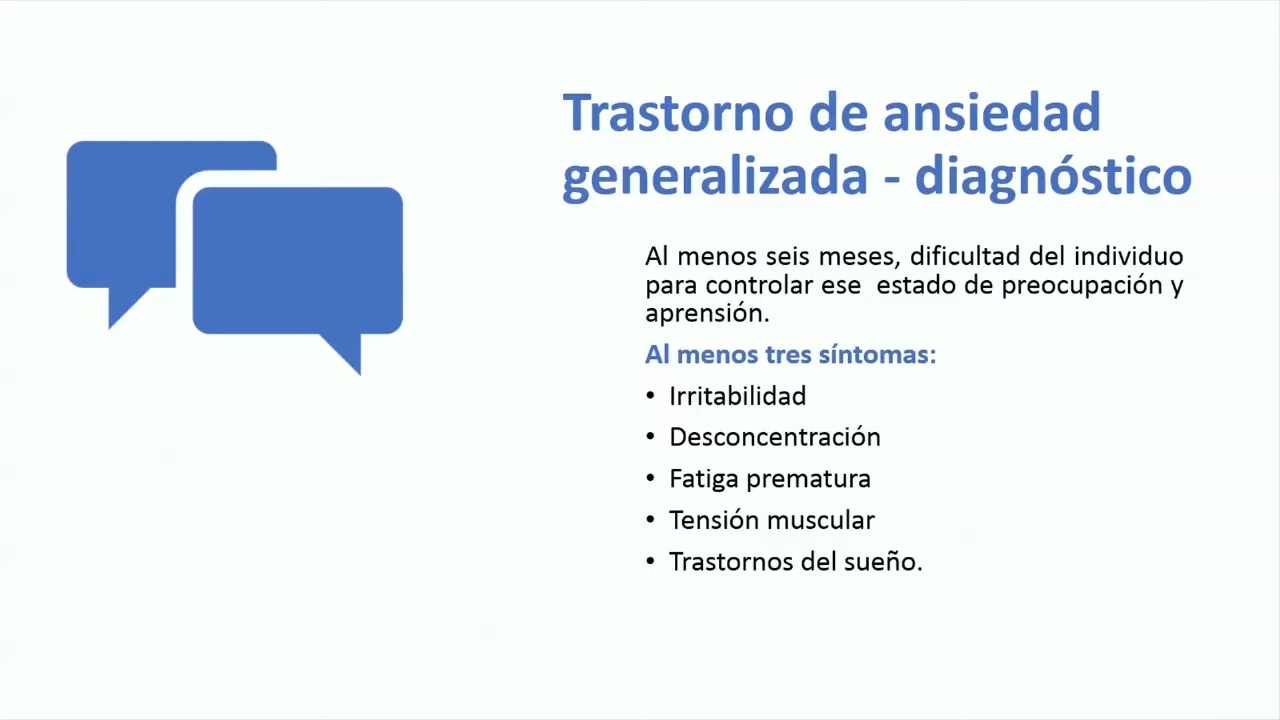 Trastorno de ansiedad
generalizada - diagnóstico
Al menos seis meses, dificultad del individuo
para controlar ese estado de preocupación y
aprensión.
Al menos tres síntomas:
• Irritabilidad
• Desconcentración
• Fatiga prematura
• Tensión muscular
• Trastornos del sueño.